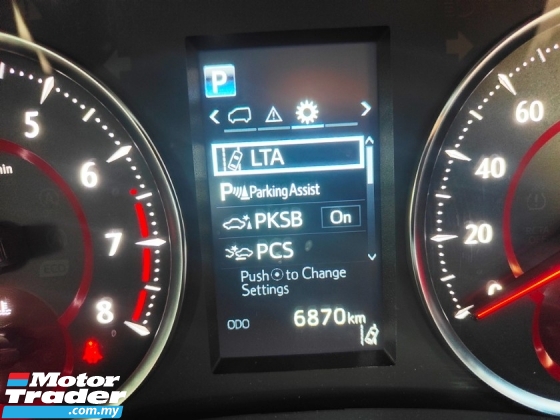 P
LTA
P Parking Assist
PKSB On
PCS
Push to Change
Settings
ODO 6870km
5
6
7
8
60
40
20
0
Motor
Trader
.com.my